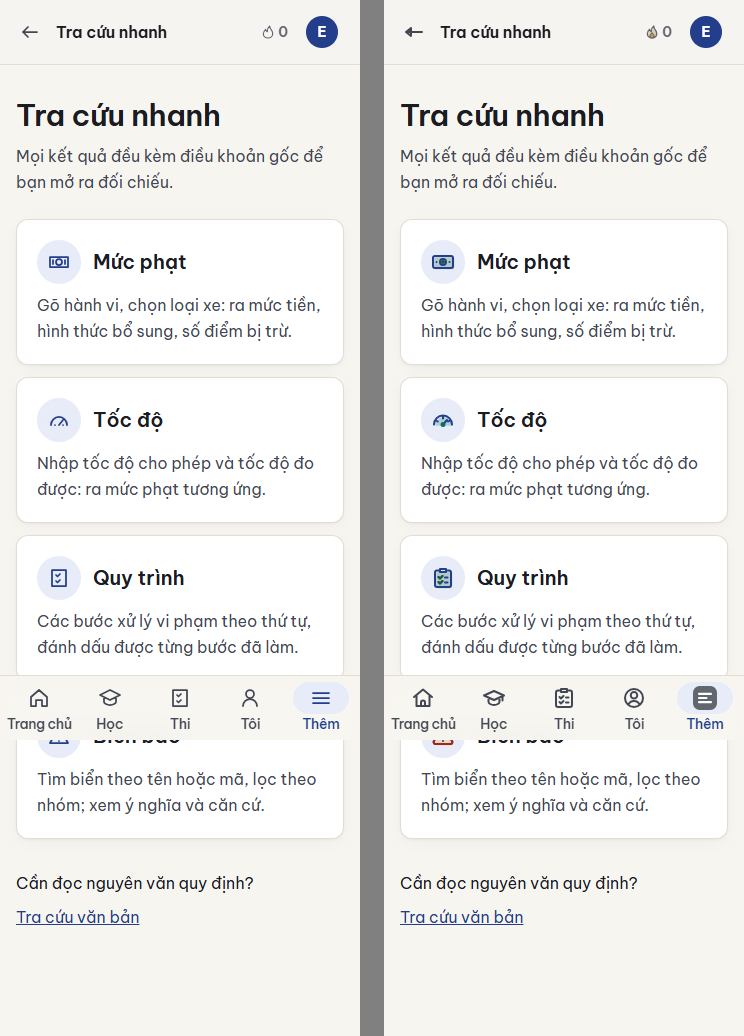 Tra cứu nhanh
0
E
Tra cứu nhanh
Mọi kết quả đều kèm điều khoản gốc để
bạn mở ra đối chiếu.
Mức phạt
Gõ hành vi, chọn loại xe: ra mức tiền,
hình thức bổ sung, số điểm bị trừ.
Tốc độ
Nhập tốc độ cho phép và tốc độ đo
được: ra mức phạt tương ứng.
Quy trình
Các bước xử lý vi phạm theo thứ tự,
đánh dấu được từng bước đã làm.
Trang chủ
Học
Thi
Tôi
Thêm
Tìm biển theo tên hoặc mã, lọc theo
nhóm; xem ý nghĩa và căn cứ.
Cần đọc nguyên văn quy định?
Tra cứu văn bản
Tra cứu nhanh
0
E
Tra cứu nhanh
Mọi kết quả đều kèm điều khoản gốc để
bạn mở ra đối chiếu.
Mức phạt
Gõ hành vi, chọn loại xe: ra mức tiền,
hình thức bổ sung, số điểm bị trừ.
Tốc độ
Nhập tốc độ cho phép và tốc độ đo
được: ra mức phạt tương ứng.
Quy trình
Các bước xử lý vi phạm theo thứ tự,
đánh dấu được từng bước đã làm.
Trang chủ
Học
Thi
Tôi
Thêm
Tìm biển theo tên hoặc mã, lọc theo
nhóm; xem ý nghĩa và căn cứ.
Cần đọc nguyên văn quy định?
Tra cứu văn bản